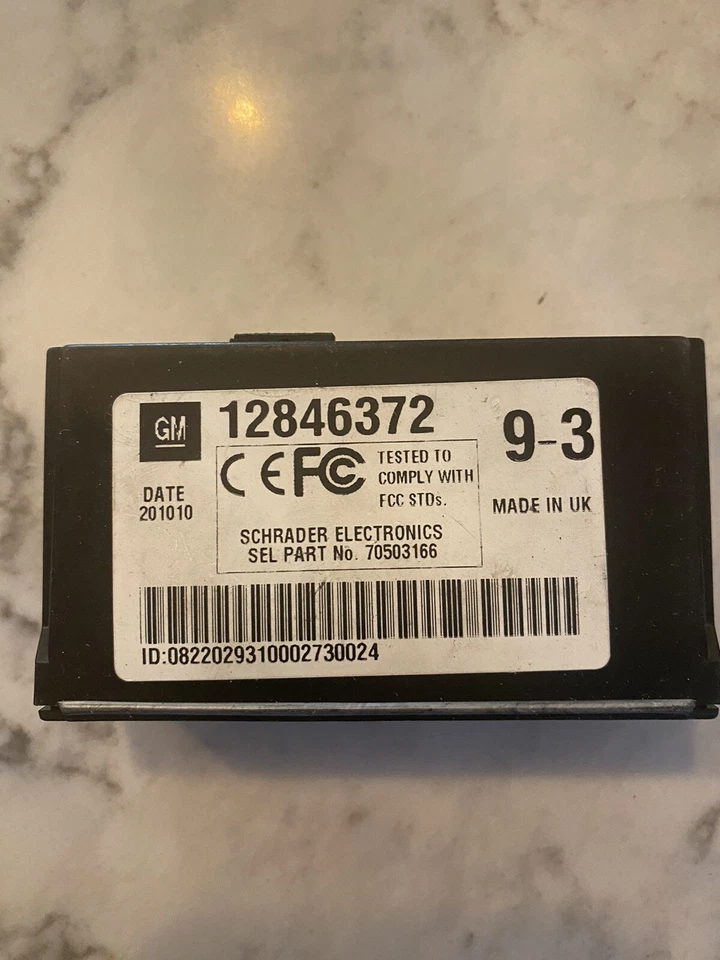 GM 12846372
9-3
CE FC TESTED TO
COMPLY WITH
FCC STDs.
DATE
201010
MADE IN UK
SCHRADER ELECTRONICS
SEL PART No. 70503166
ID:0822029310002730024